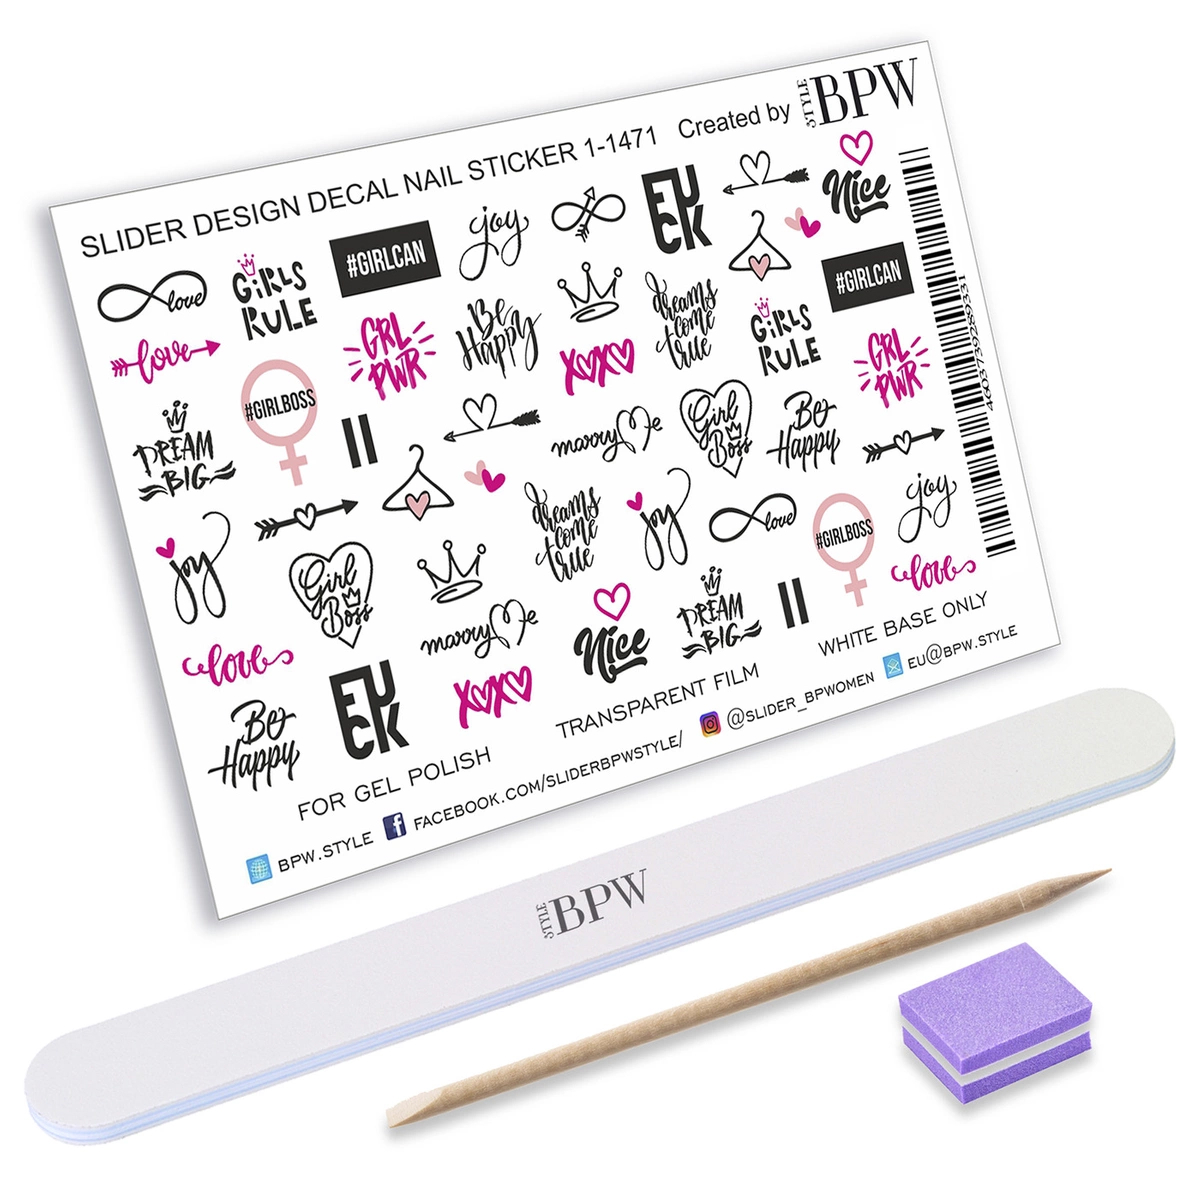 SLIDER DESIGN DECAL NAIL STICKER 1-1471 Created by STYLE BPW
love
GiRLS
RULE
#GIRLCAN
joy
FU
CK
Nice
love
#GIRLBOSS
GRL
PWR
Be
Happy
XOXO
dreams
come
true
GiRLS
RULE
#GIRLCAN
GRL
PWR
DREAM
BIG
marry Me
Girl
Boss
Be
Happy
joy
Girl
Boss
dreams
come
true
joy
love
#GIRLBOSS
joy
love
marry Me
Nice
DREAM
BIG
love
Be
Happy
FU
CK
XOXO
46037739289331
FOR GEL POLISH
TRANSPARENT FILM
WHITE BASE ONLY
BPW.STYLE
FACEBOOK.COM/SLIDERBPWSTYLE/
@SLIDER_BPWOMEN
EU@BPW.STYLE
STYLE BPW